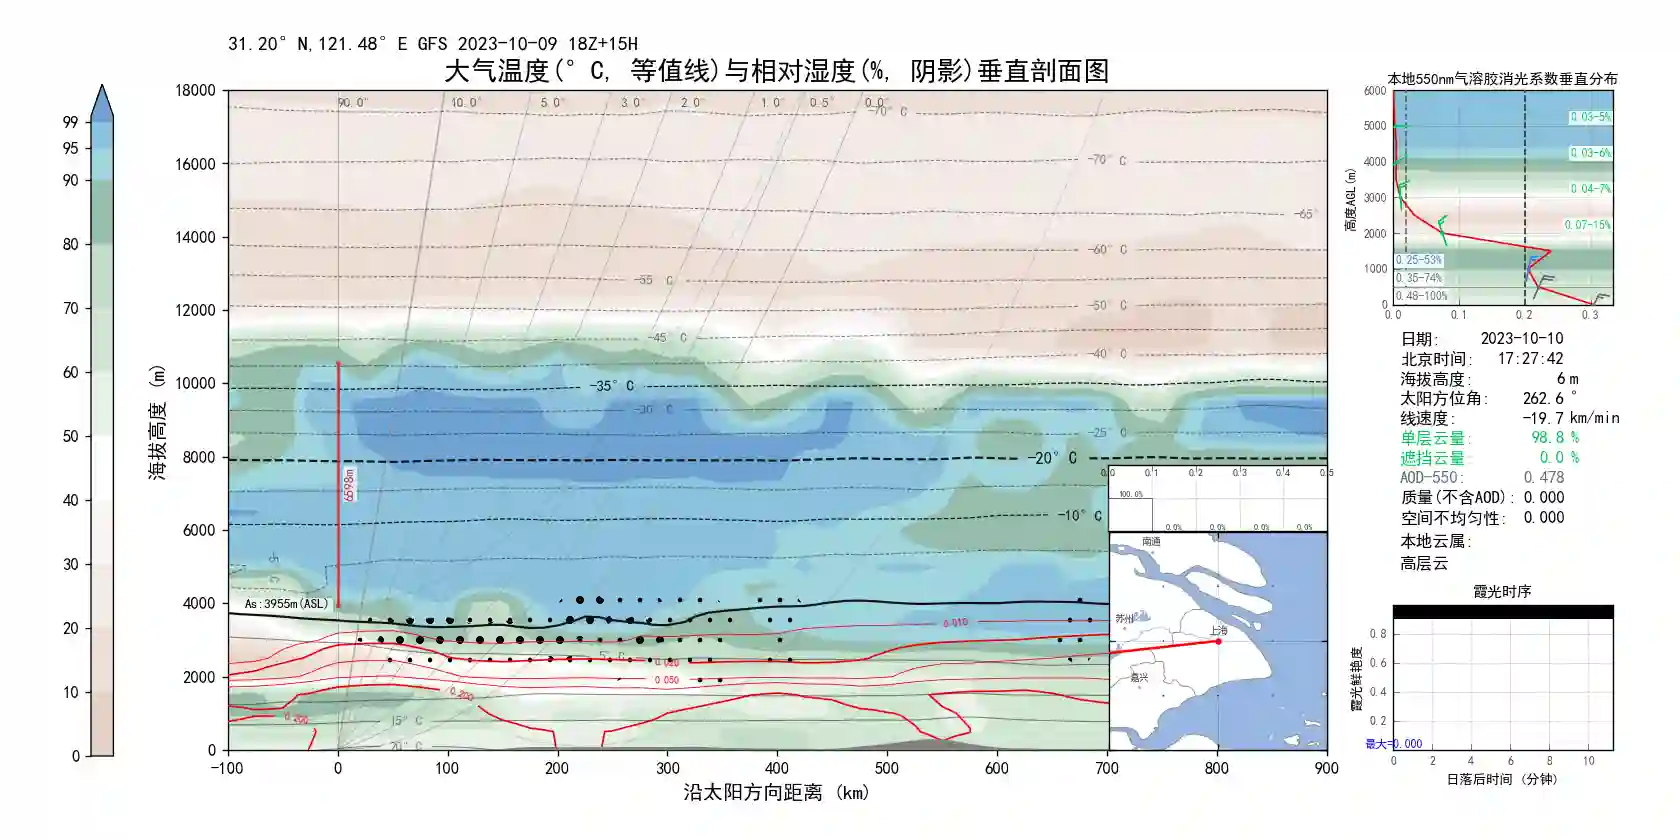 31.20° N,121.48° E GFS 2023-10-09 18Z+15H
大气温度(° C, 等值线)与相对湿度(%, 阴影)垂直剖面图
99
95
90
80
70
60
50
40
30
20
10
0
海拔高度 (m)
18000
16000
14000
12000
10000
8000
6000
4000
2000
0
90.0°
10.0°
5.0°
3.0°
2.0°
1.0°
0.5°
0.0°
-70° C
-70° C
-65°
-60° C
-55° C
-50° C
-45° C
-40° C
-35° C
-30° C
-25° C
-20° C
-10° C
-5° C
5° C
15° C
20° C
6598m
As:3955m(ASL)
0.010
0.050
0.200
0.200
-100
0
100
200
300
400
500
600
700
800
900
沿太阳方向距离 (km)
0.0
0.1
0.2
0.3
0.4
0.5
100.0%
0.0%
0.0%
0.0%
0.0%
南通
苏州
上海
嘉兴
本地550nm气溶胶消光系数垂直分布
高度AGL(m)
6000
5000
4000
3000
2000
1000
0
0.03-5%
0.03-6%
0.04-7%
0.07-15%
0.25-53%
0.35-74%
0.48-100%
0.0
0.1
0.2
0.3
日期: 2023-10-10
北京时间: 17:27:42
海拔高度: 6 m
太阳方位角: 262.6 °
线速度: -19.7 km/min
单层云量: 98.8 %
遮挡云量: 0.0 %
AOD-550: 0.478
质量(不含AOD): 0.000
空间不均匀性: 0.000
本地云属:
高层云
霞光时序
霞光鲜艳度
0.8
0.6
0.4
0.2
最大=0.000
0
2
4
6
8
10
日落后时间 (分钟)